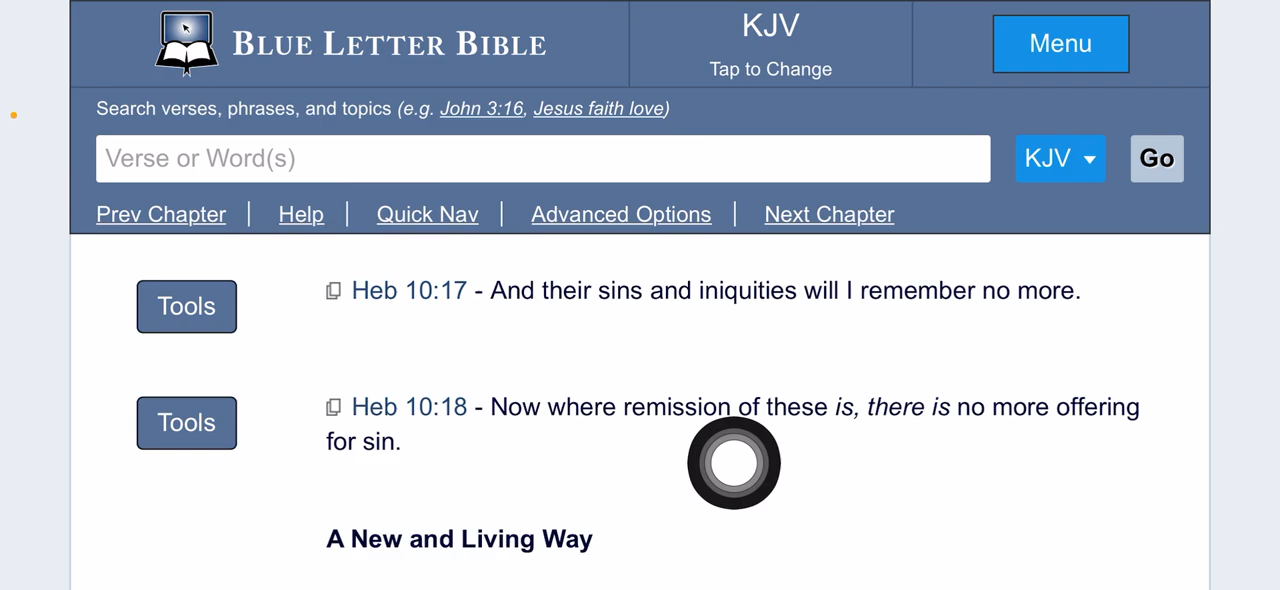 BLUE LETTER BIBLE
KJV
Tap to Change
Menu
Search verses, phrases, and topics (e.g. John 3:16, Jesus faith love)
Verse or Word(s)
KJV
Go
Prev Chapter | Help | Quick Nav | Advanced Options | Next Chapter
Tools
Heb 10:17 - And their sins and iniquities will I remember no more.
Tools
Heb 10:18 - Now where remission of these is, there is no more offering
for sin.
A New and Living Way